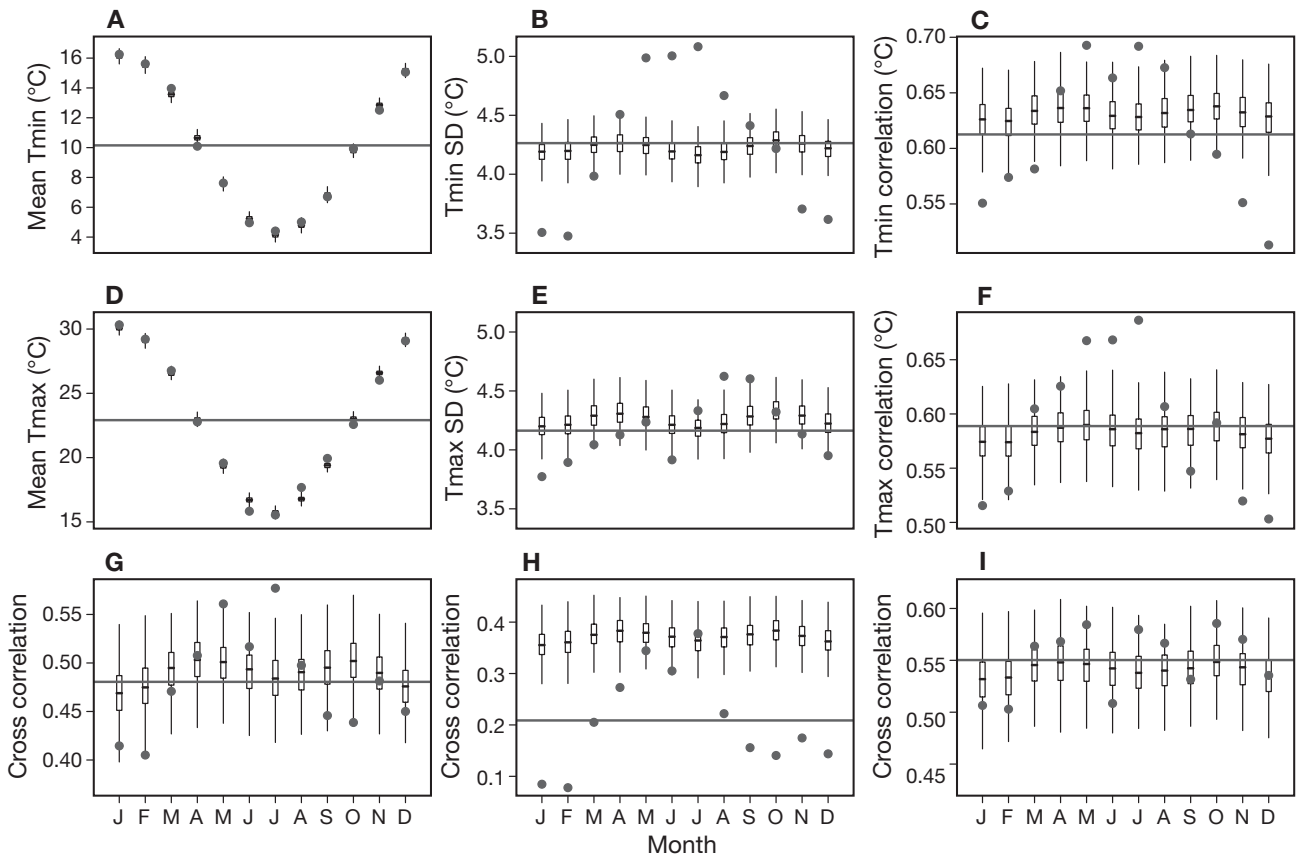 A
B
C
Mean Tmin (°C)
16
14
12
10
8
6
4
Tmin SD (°C)
5.0
4.5
4.0
3.5
Tmin correlation (°C)
0.70
0.65
0.60
0.55
D
E
F
Mean Tmax (°C)
30
25
20
15
Tmax SD (°C)
5.0
4.5
4.0
3.5
Tmax correlation (°C)
0.65
0.60
0.55
0.50
G
H
I
Cross correlation
0.55
0.50
0.45
0.40
Cross correlation
0.4
0.3
0.2
0.1
Cross correlation
0.60
0.55
0.50
0.45
J F M A M J J A S O N D
J F M A M J J A S O N D
J F M A M J J A S O N D
Month